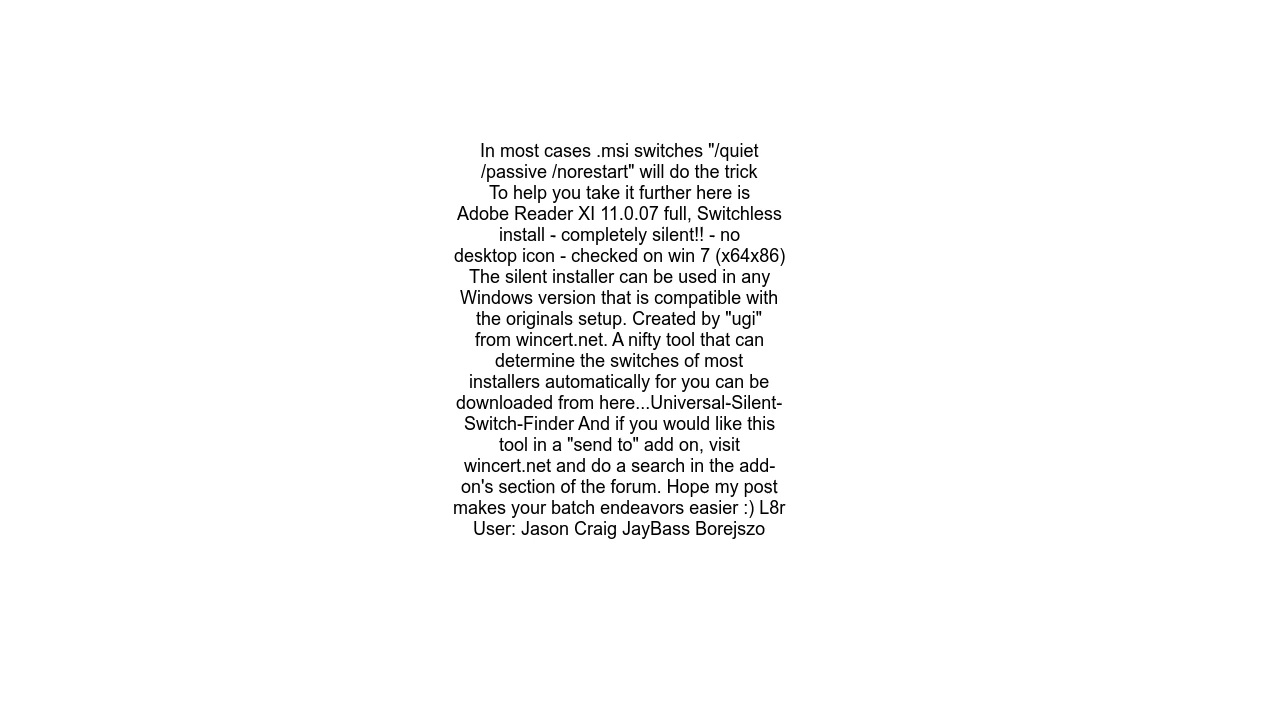 In most cases .msi switches "/quiet
/passive /norestart" will do the trick
To help you take it further here is
Adobe Reader XI 11.0.07 full, Switchless
install - completely silent!! - no
desktop icon - checked on win 7 (x64x86)
The silent installer can be used in any
Windows version that is compatible with
the originals setup. Created by "ugi"
from wincert.net. A nifty tool that can
determine the switches of most
installers automatically for you can be
downloaded from here...Universal-Silent-
Switch-Finder And if you would like this
tool in a "send to" add on, visit
wincert.net and do a search in the add-
on's section of the forum. Hope my post
makes your batch endeavors easier :) L8r
User: Jason Craig JayBass Borejszo